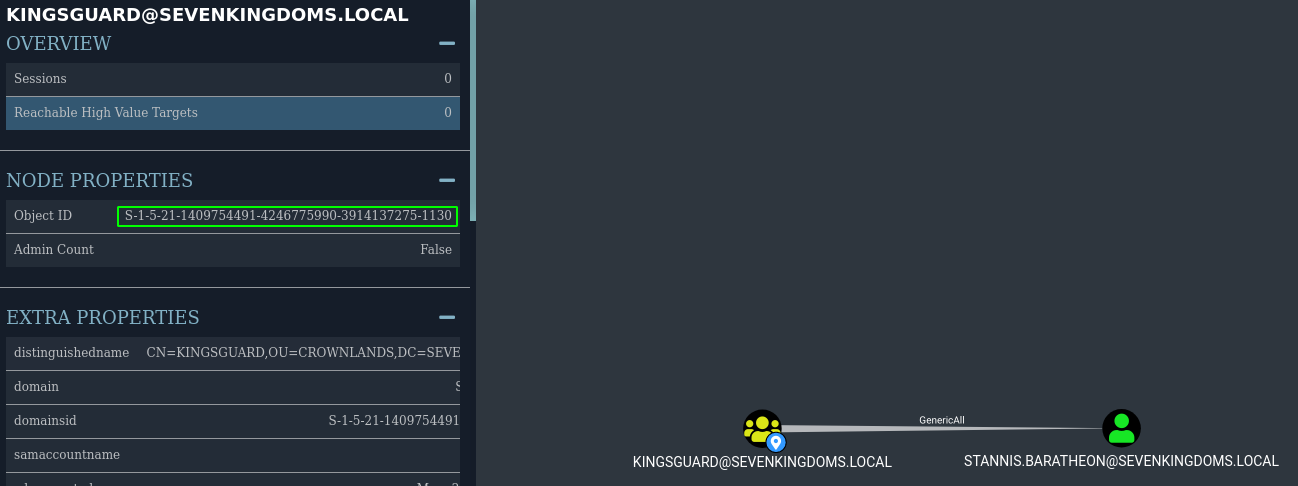 KINGSGUARD@SEVENKINGDOMS.LOCAL
OVERVIEW
Sessions 0
Reachable High Value Targets 0
NODE PROPERTIES
Object ID S-1-5-21-1409754491-4246775990-3914137275-1130
Admin Count False
EXTRA PROPERTIES
distinguishedname CN=KINGSGUARD,OU=CROWNLANDS,DC=SEVE
domain S
domainsid S-1-5-21-1409754491
samaccountname
GenericAll
KINGSGUARD@SEVENKINGDOMS.LOCAL
STANNIS.BARATHEON@SEVENKINGDOMS.LOCAL